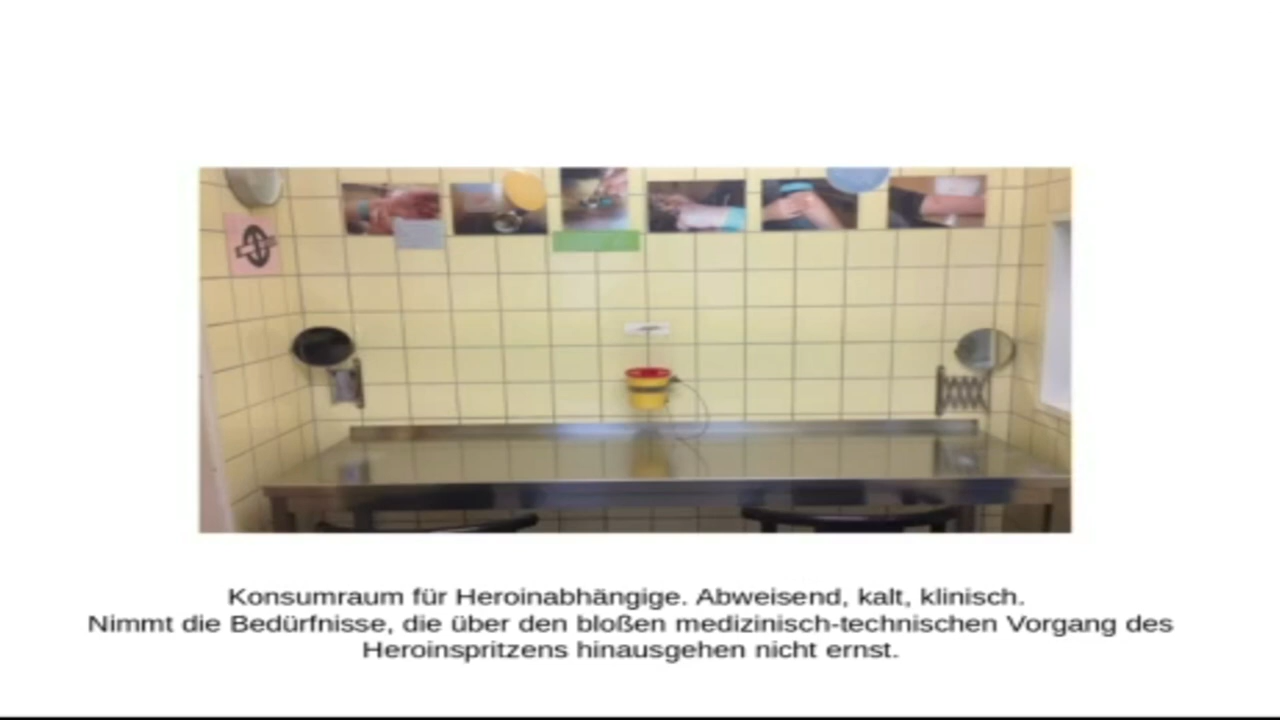 Konsumraum für Heroinabhängige. Abweisend, kalt, klinisch.
Nimmt die Bedürfnisse, die über den bloßen medizinisch-technischen Vorgang des
Heroinspritzens hinausgehen nicht ernst.